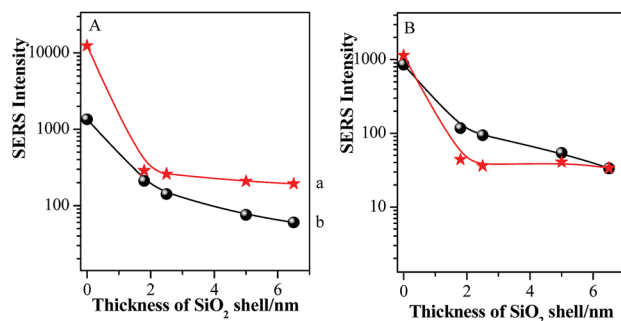 A
SERS Intensity
10000
1000
100
a
b
0 2 4 6
Thickness of SiO₂ shell/nm
B
SERS Intensity
1000
100
10
0 2 4 6
Thickness of SiO₂ shell/nm